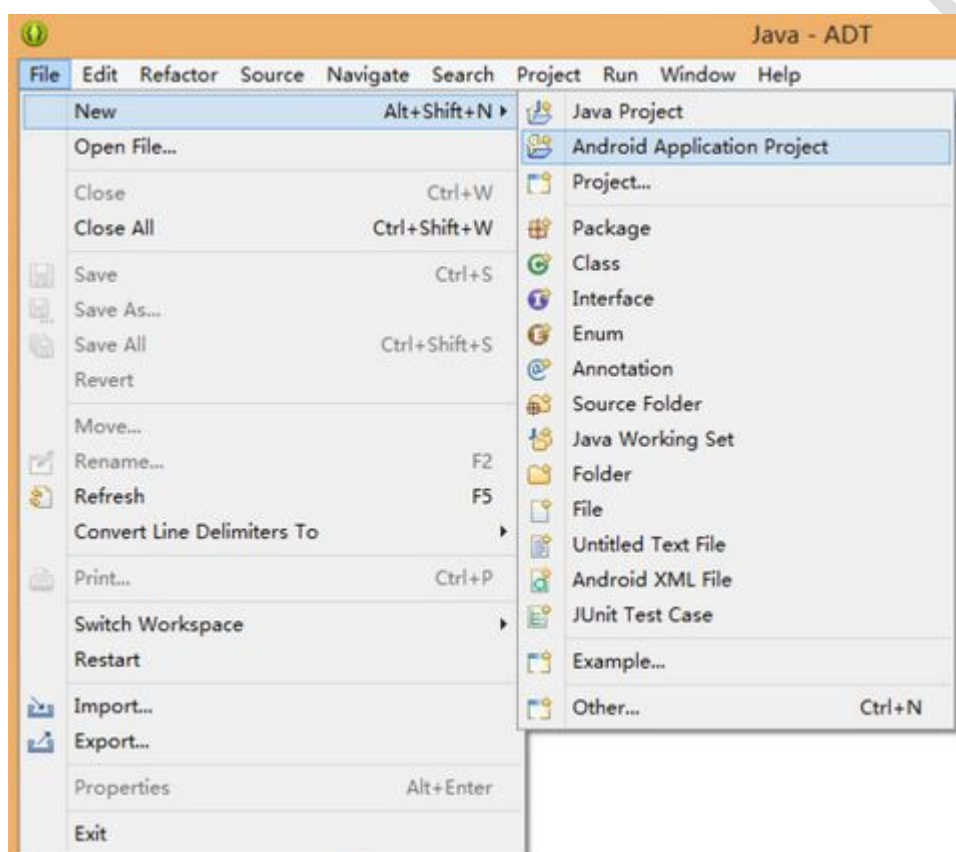 Java - ADT
File Edit Refactor Source Navigate Search Project Run Window Help
New Alt+Shift+N
Open File...
Close Ctrl+W
Close All Ctrl+Shift+W
Save Ctrl+S
Save As...
Save All Ctrl+Shift+S
Revert
Move...
Rename... F2
Refresh F5
Convert Line Delimiters To
Print... Ctrl+P
Switch Workspace
Restart
Import...
Export...
Properties Alt+Enter
Exit
Java Project
Android Application Project
Project...
Package
Class
Interface
Enum
Annotation
Source Folder
Java Working Set
Folder
File
Untitled Text File
Android XML File
JUnit Test Case
Example...
Other... Ctrl+N